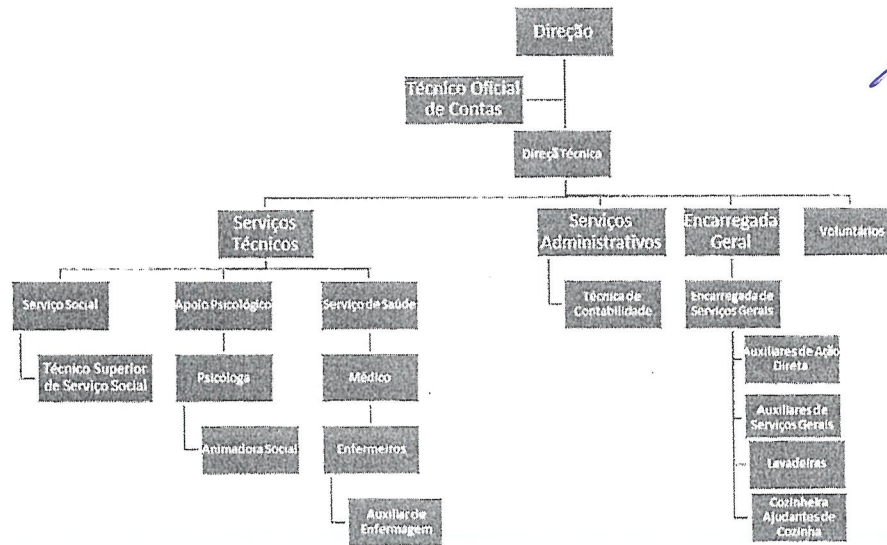 Direção
Técnico Oficial
de Contas
Direçã Técnica
Serviços
Técnicos
Serviços
Administrativos
Encarregada
Geral
Voluntários
Serviço Social
Apoio Psicológico
Serviço de Saúde
Técnica de
Contabilidade
Encarregada de
Serviços Gerais
Técnico Superior
de Serviço Social
Psicóloga
Médico
Auxiliares de Ação
Direta
Animadora Social
Enfermeiros
Auxiliares de
Serviços Gerais
Lavadeiras
Auxiliar de
Enfermagem
Cozinheira
Ajudantes de
Cozinha